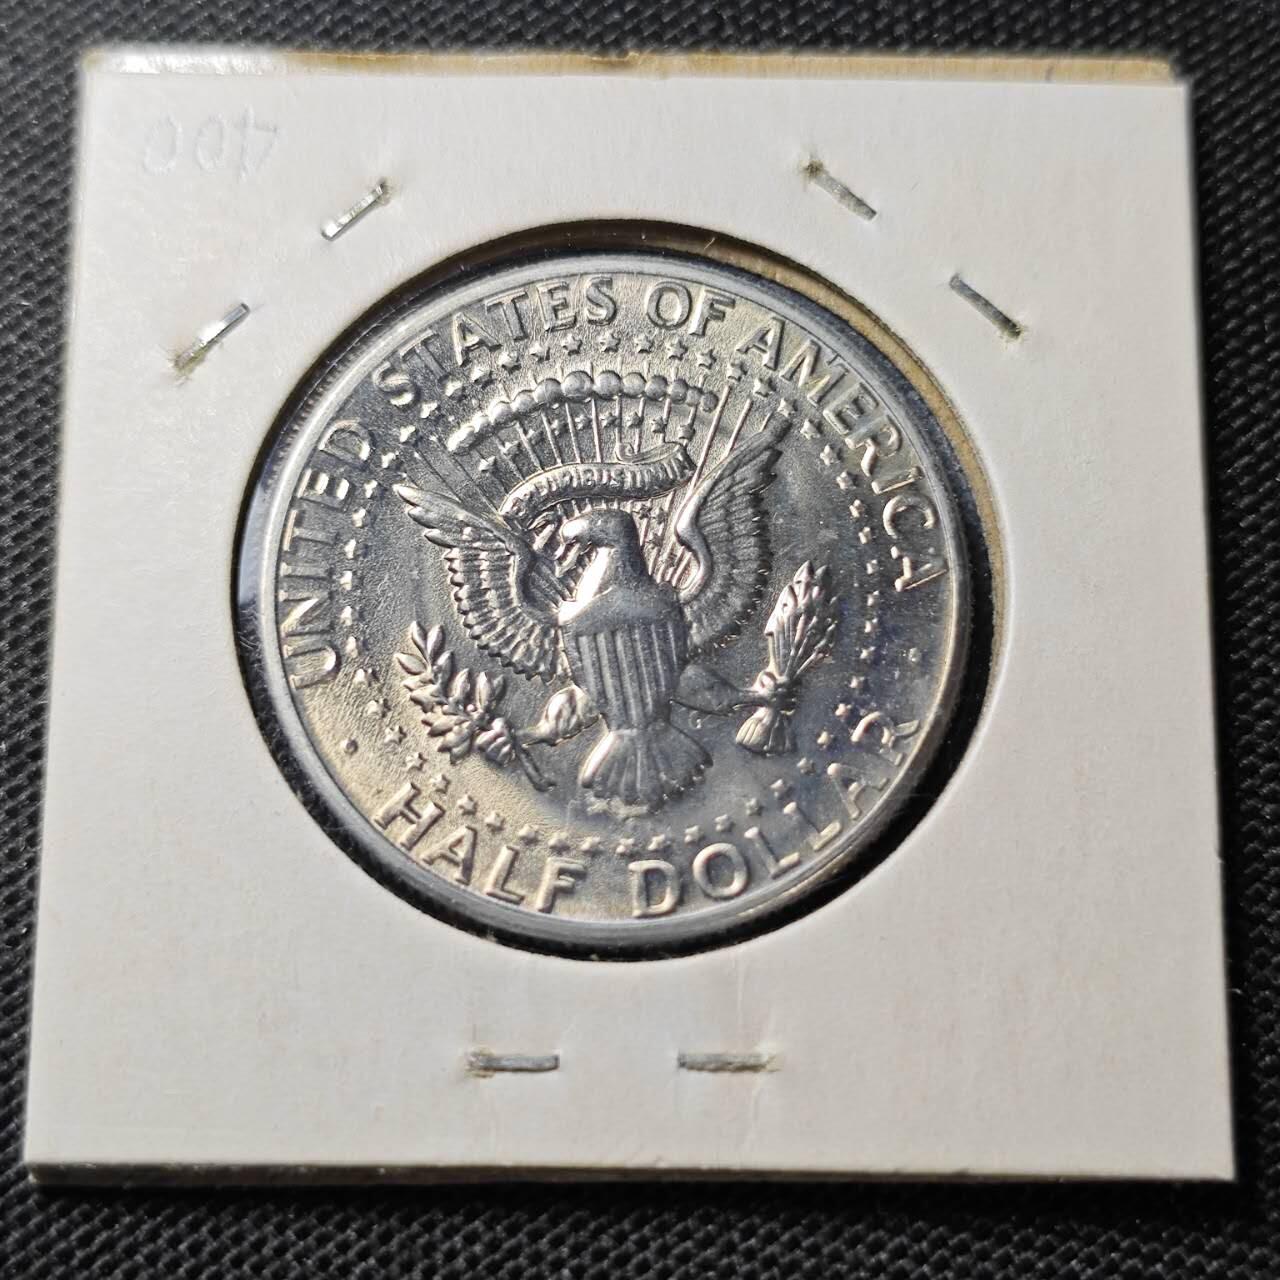 400
UNITED STATES OF AMERICA
PLURIBUS UNUM
HALF DOLLAR